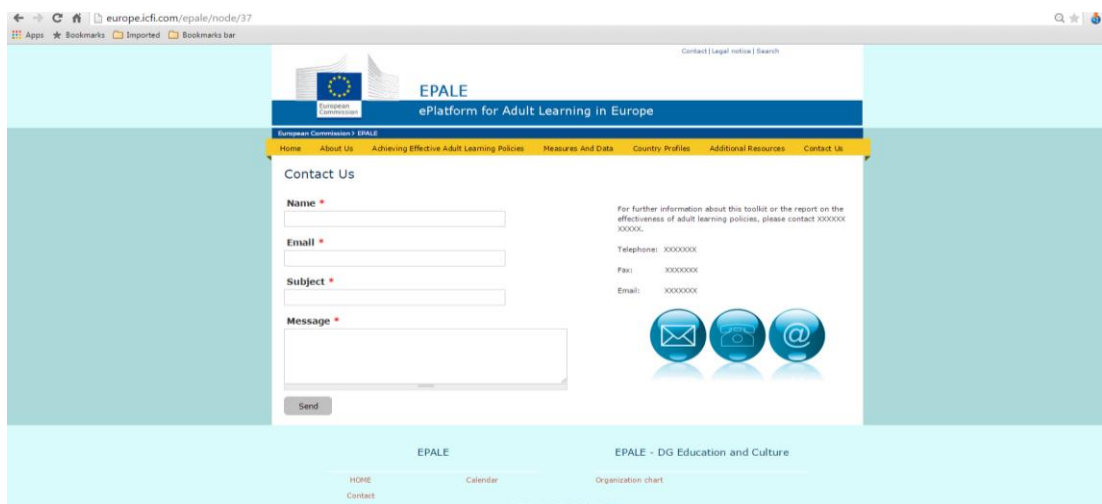 europe.icfi.com/epale/node/37
Apps Bookmarks Imported Bookmarks bar
Contact | Legal notice | Search
European
Commission
EPALE
ePlatform for Adult Learning in Europe
European Commission > EPALE
Home About Us Achieving Effective Adult Learning Policies Measures And Data Country Profiles Additional Resources Contact Us
Contact Us
Name *
Email *
Subject *
Message *
Send
For further information about this toolkit or the report on the
effectiveness of adult learning policies, please contact XXXXXX
XXXXX.
Telephone: XXXXXXX
Fax: XXXXXXX
Email: XXXXXXX
@
EPALE
HOME Calendar
Contact
EPALE - DG Education and Culture
Organization chart